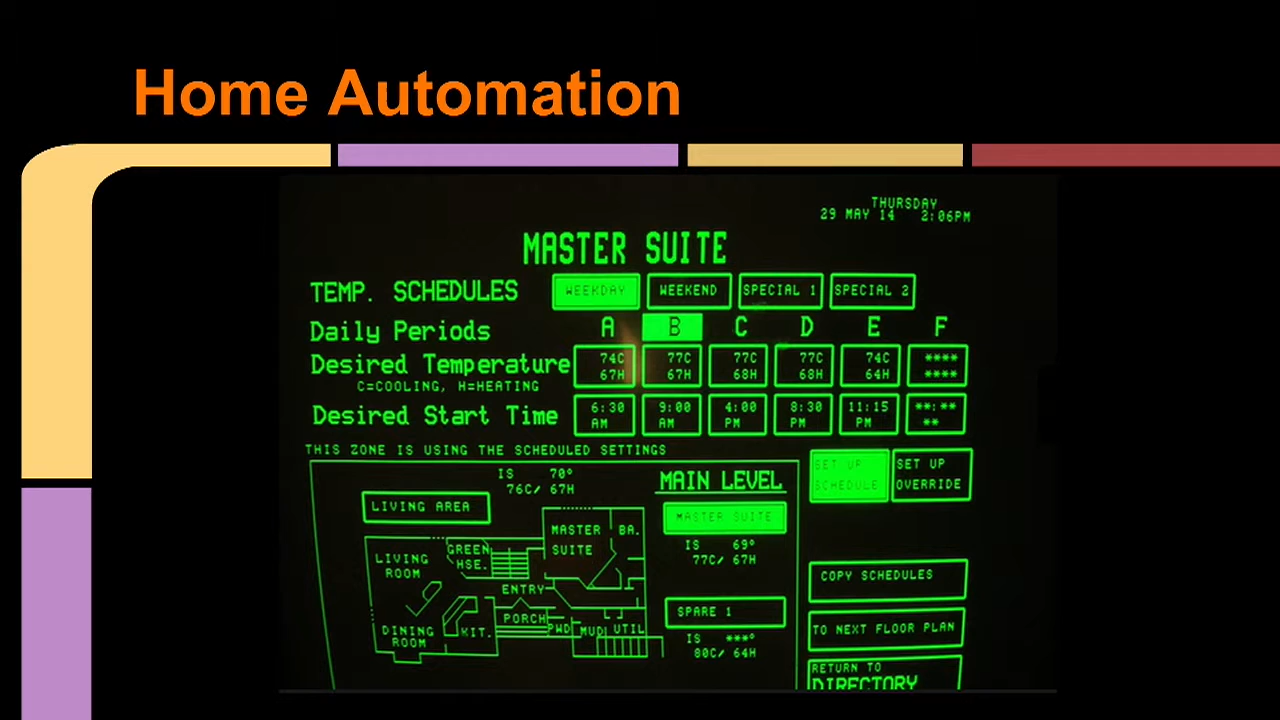 Home Automation
THURSDAY
29 MAY 14 2:06PM
MASTER SUITE
TEMP. SCHEDULES WEEKDAY WEEKEND SPECIAL 1 SPECIAL 2
Daily Periods A B C D E F
Desired Temperature 74C 77C 77C 77C 74C ****
67H 67H 68H 68H 64H ****
C=COOLING, H=HEATING
Desired Start Time 6:30 9:00 4:00 8:30 11:15 **:**
AM AM PM PM PM **
THIS ZONE IS USING THE SCHEDULED SETTINGS
IS 70°
76C/ 67H
LIVING AREA
MAIN LEVEL
MASTER SUITE
IS 69°
77C/ 67H
SPARE 1
IS ***°
80C/ 64H
MASTER
SUITE
BA.
LIVING
ROOM
GREEN
HSE.
ENTRY
PORCH
DINING
ROOM
KIT.
PWD
MUD
UTIL
SET UP
SCHEDULE
SET UP
OVERRIDE
COPY SCHEDULES
TO NEXT FLOOR PLAN
RETURN TO
DIRECTORY